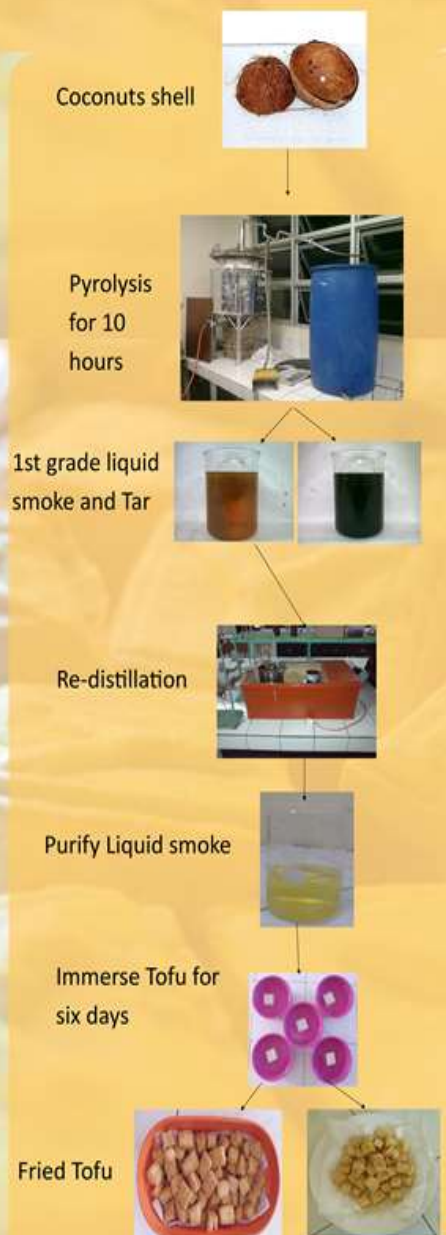 Coconuts shell
Pyrolysis
for 10
hours
1st grade liquid
smoke and Tar
Re-distillation
Purify Liquid smoke
Immerse Tofu for
six days
Fried Tofu